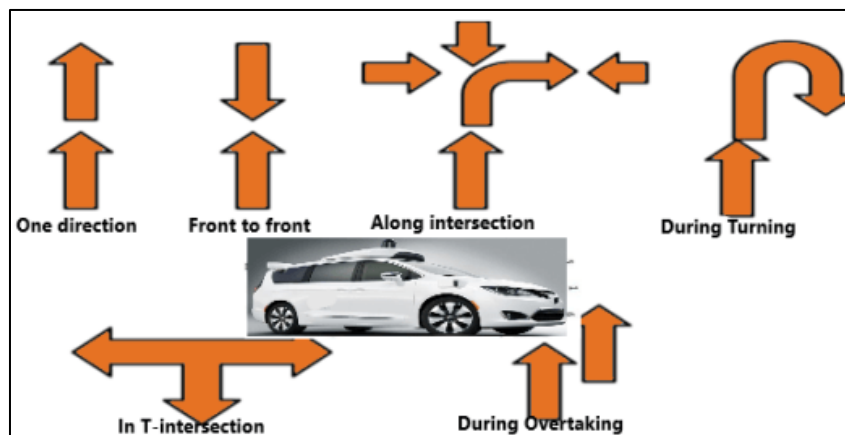 One direction
Front to front
Along intersection
During Turning
In T-intersection
During Overtaking